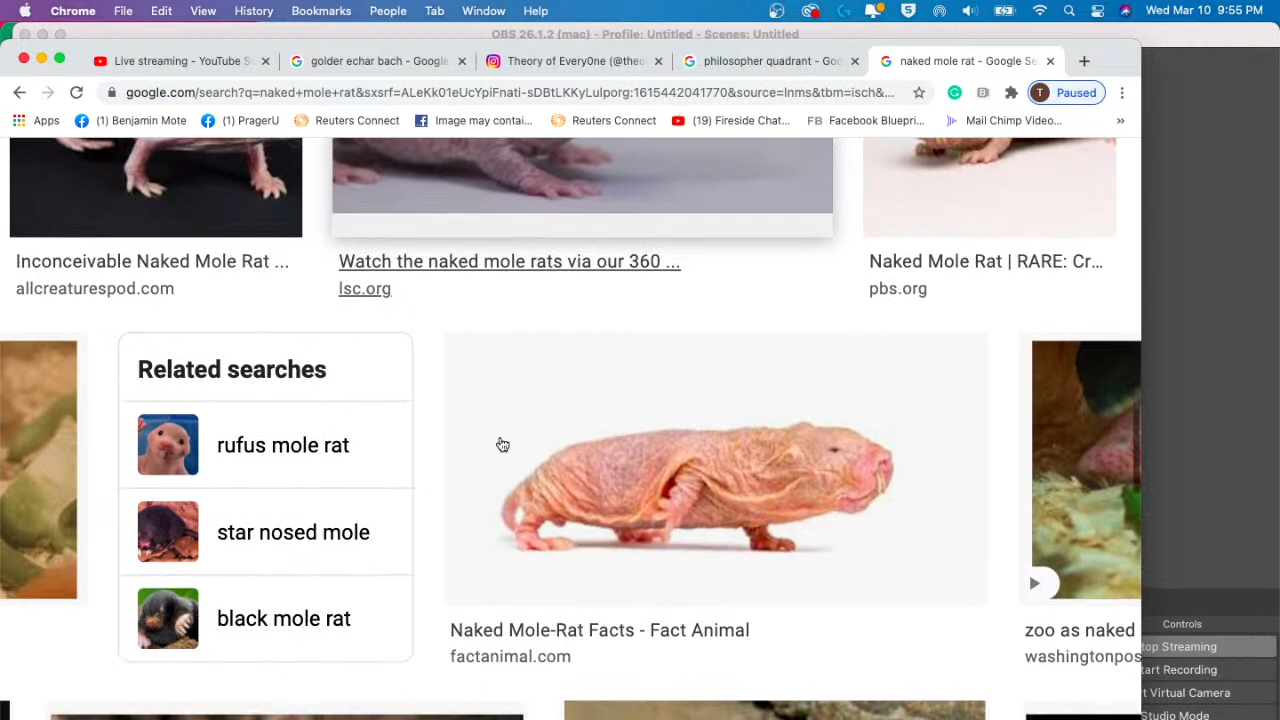 Chrome File Edit View History Bookmarks People Tab Window Help Wed Mar 10 9:55 PM
OBS 26.1.2 (mac) - Profile: Untitled - Scenes: Untitled
Live streaming - YouTube S golder echar bach - Google Theory of Every0ne (@theo philosopher quadrant - Goo naked mole rat - Google Se
google.com/search?q=naked+mole+rat&sxsrf=ALeKk01eUcYpiFnati-sDBtLKKyLulporg:1615442041770&source=lnms&tbm=isch&...
T Paused
Apps (1) Benjamin Mote (1) PragerU Reuters Connect Image may contai... Reuters Connect (19) Fireside Chat... FB Facebook Bluepri... Mail Chimp Video... »
Inconceivable Naked Mole Rat ...
allcreaturespod.com
Watch the naked mole rats via our 360 ...
lsc.org
Naked Mole Rat | RARE: Cr...
pbs.org
Related searches
rufus mole rat
star nosed mole
black mole rat
Naked Mole-Rat Facts - Fact Animal
factanimal.com
zoo as naked
washingtonpos
Controls
top Streaming
tart Recording
t Virtual Camera
Studio Mode